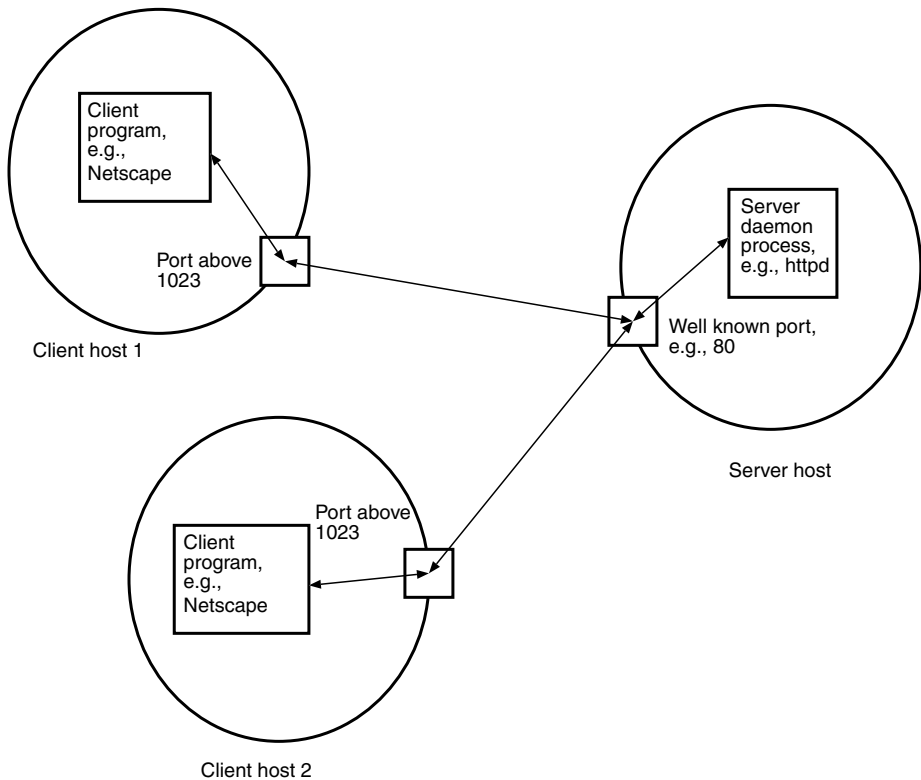 Client
program,
e.g.,
Netscape
Port above
1023
Client host 1
Server
daemon
process,
e.g., httpd
Well known port,
e.g., 80
Server host
Port above
1023
Client
program,
e.g.,
Netscape
Client host 2